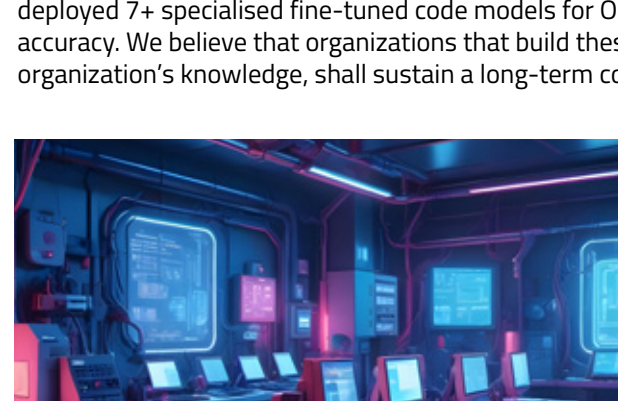 deployed 7+ specialised fine-tuned code models for O
accuracy. We believe that organizations that build thes
organization's knowledge, shall sustain a long-term co